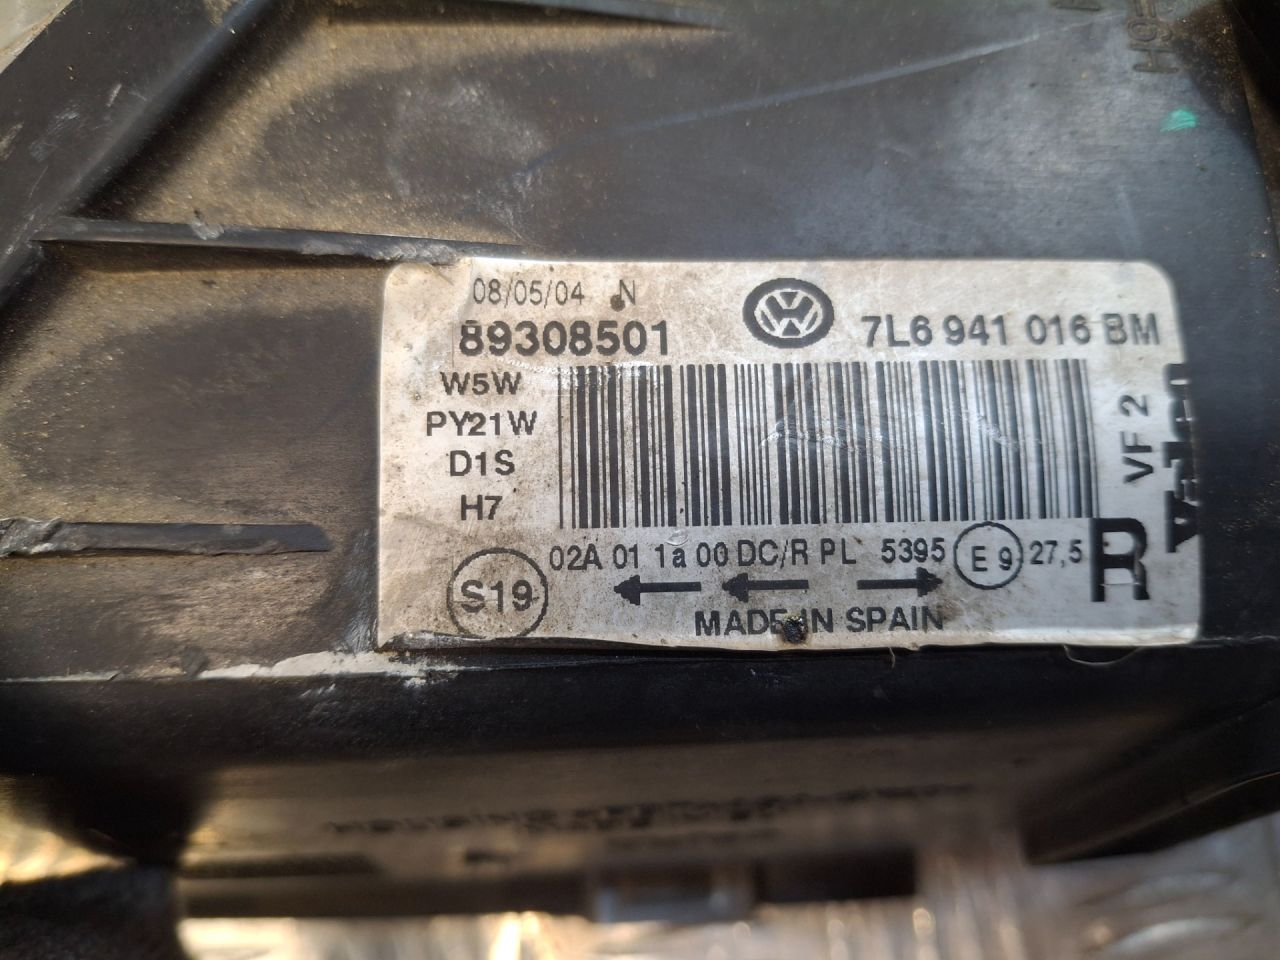 08/05/04 N
89308501
7L6 941 016 BM
W5W
PY21W
D1S
H7
VF 2
Valeo
02A 01 1a 00 DC/R PL 5395 E 9 27,5
R
S19
MADE IN SPAIN